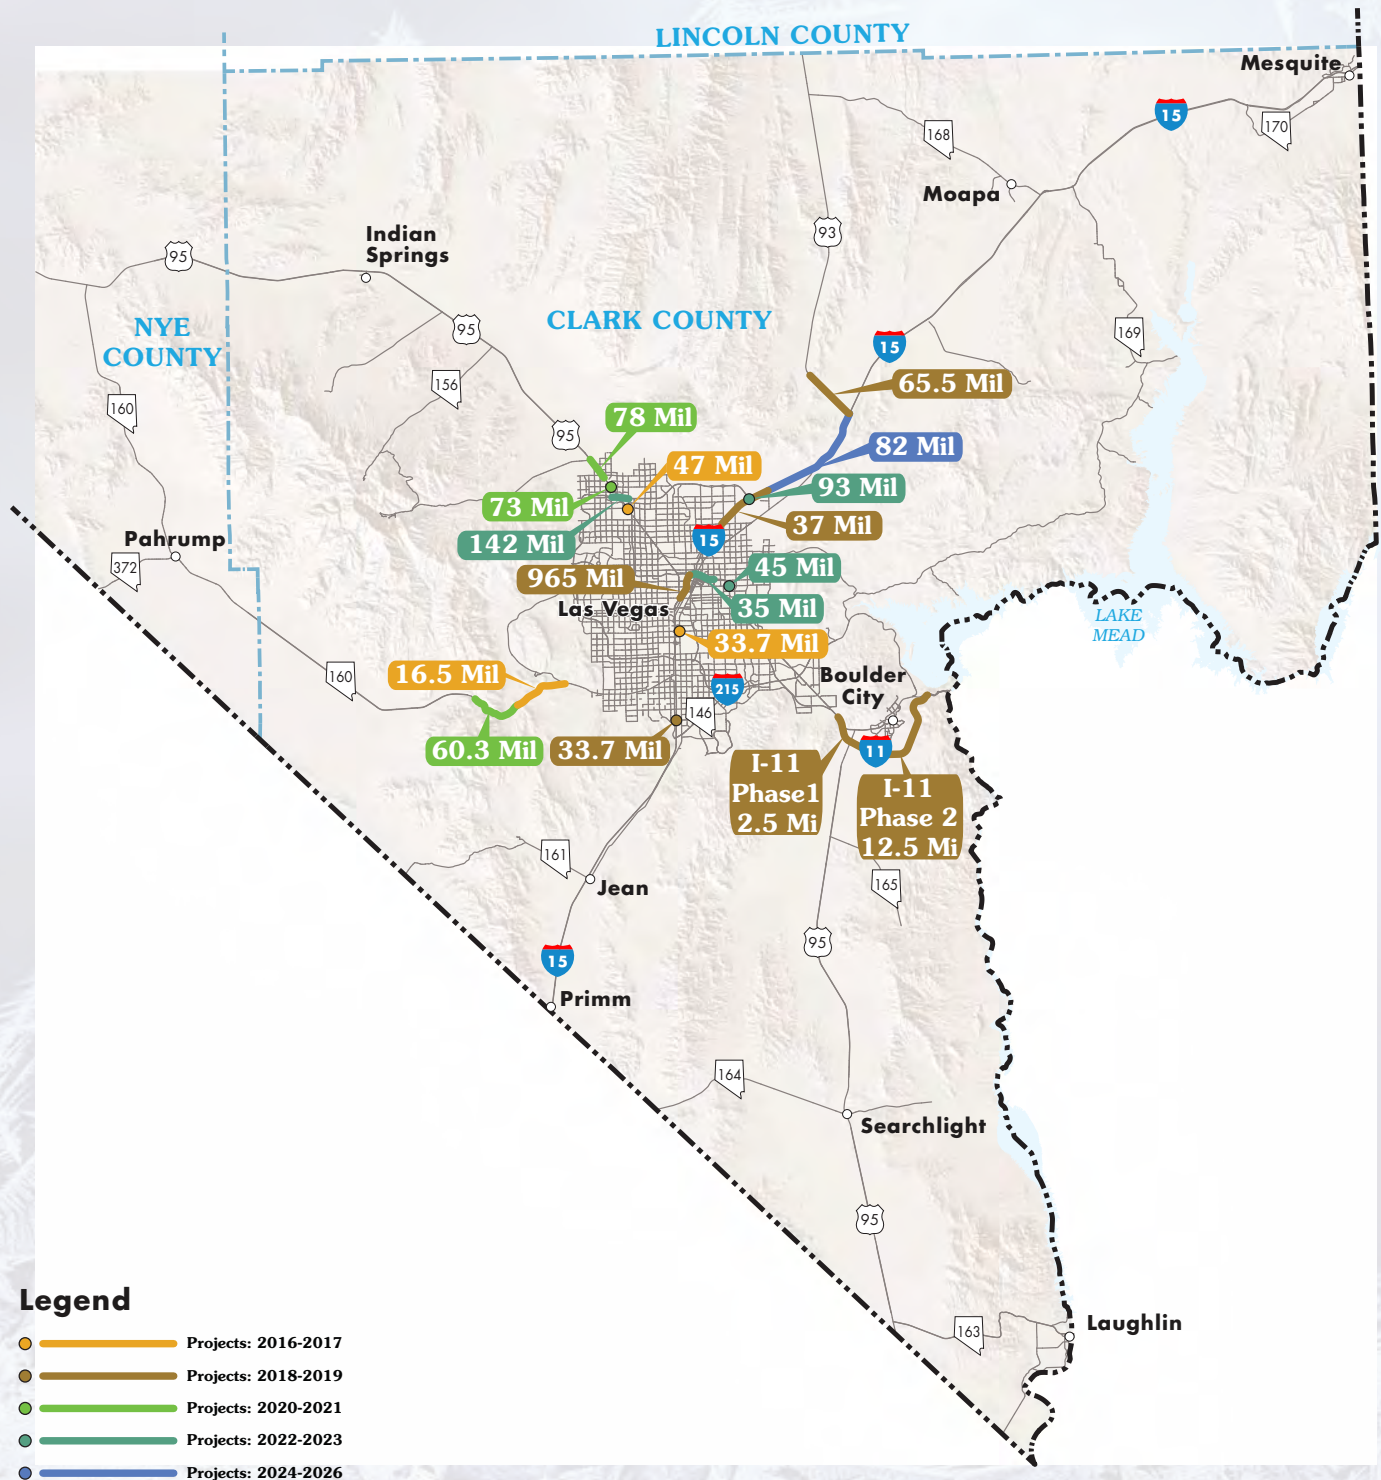 LINCOLN COUNTY
Mesquite
15
170
168
Moapa
93
Indian
Springs
95
NYE
COUNTY
CLARK COUNTY
95
15
169
156
160
65.5 Mil
78 Mil
95
82 Mil
47 Mil
93 Mil
73 Mil
37 Mil
142 Mil
15
Pahrump
372
45 Mil
965 Mil
Las Vegas
35 Mil
LAKE
MEAD
33.7 Mil
16.5 Mil
160
215
Boulder
City
146
60.3 Mil
33.7 Mil
11
I-11
Phase1
2.5 Mi
I-11
Phase 2
12.5 Mi
161
Jean
165
95
15
Primm
164
Searchlight
95
163
Laughlin
Legend
Projects: 2016-2017
Projects: 2018-2019
Projects: 2020-2021
Projects: 2022-2023
Projects: 2024-2026